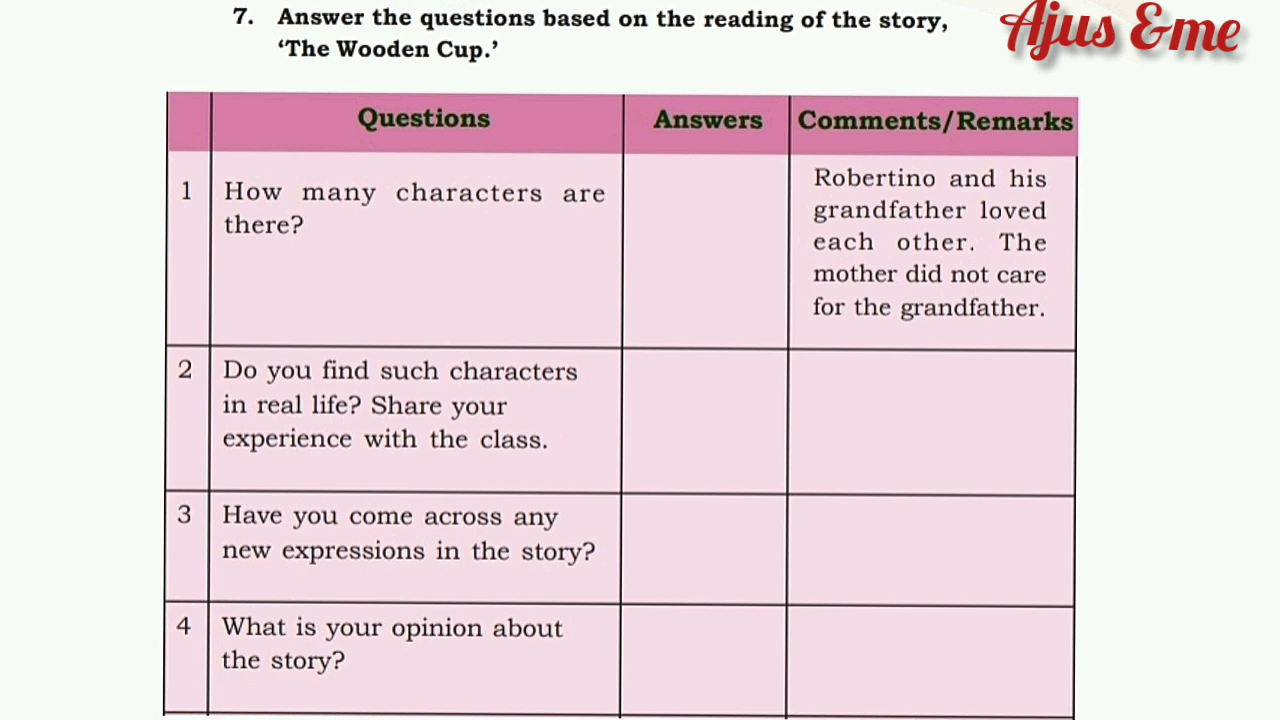 7. Answer the questions based on the reading of the story,
‘The Wooden Cup.’
Ajus &me
Questions Answers Comments/Remarks
1 How many characters are
there?
Robertino and his
grandfather loved
each other. The
mother did not care
for the grandfather.
2 Do you find such characters
in real life? Share your
experience with the class.
3 Have you come across any
new expressions in the story?
4 What is your opinion about
the story?